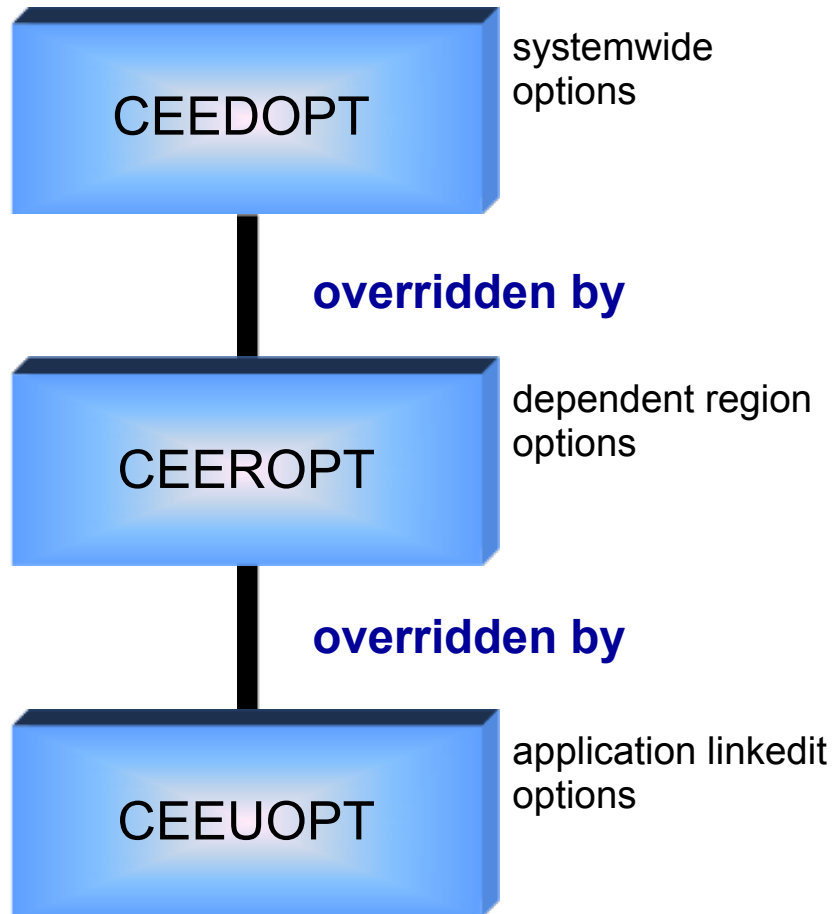 CEEDOPT
systemwide
options
overridden by
CEEROPT
dependent region
options
overridden by
CEEUOPT
application linkedit
options